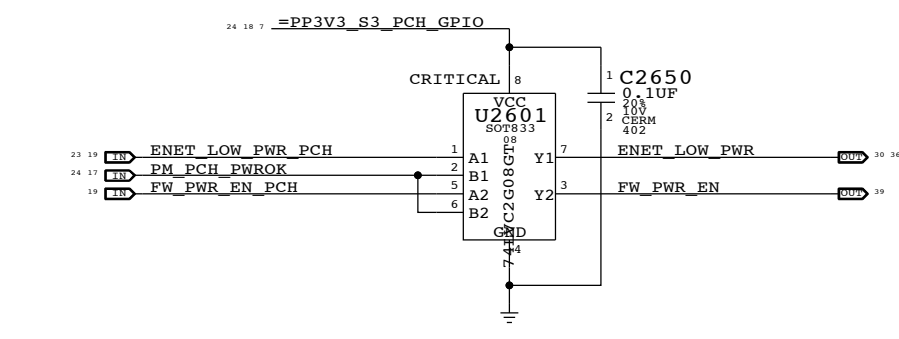 24 18 7 =PP3V3_S3_PCH_GPIO
CRITICAL 8
1 C2650
0.1UF
20%
10V
2 CERM
402
VCC
U2601
SOT833
08
74LVC2G08GT
23 19 IN ENET_LOW_PWR_PCH 1 A1 Y1 7 ENET_LOW_PWR OUT 30 36
24 17 IN PM_PCH_PWROK 2 B1
19 IN FW_PWR_EN_PCH 5 A2 Y2 3 FW_PWR_EN OUT 39
6 B2
GND
4